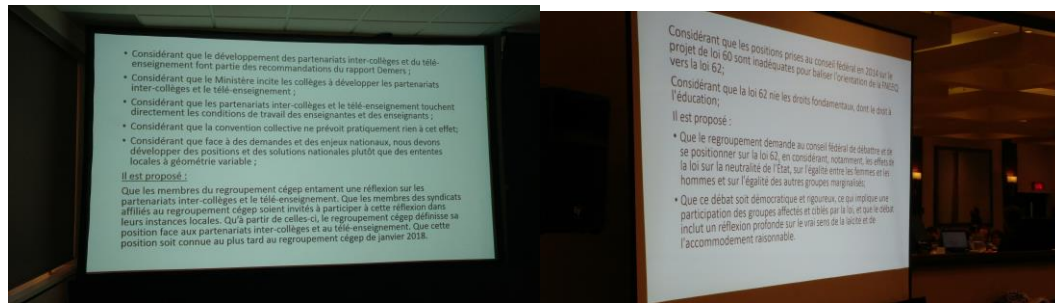 • Considérant que le développement des partenariats inter-collèges et du télé-
enseignement font partie des recommandations du rapport Demers ;
• Considérant que le Ministère incite les collèges à développer les partenariats
inter-collèges et le télé-enseignement ;
• Considérant que les partenariats inter-collèges et le télé-enseignement touchent
directement les conditions de travail des enseignantes et des enseignants ;
• Considérant que la convention collective ne prévoit pratiquement rien à cet effet;
• Considérant que face à des demandes et des enjeux nationaux, nous devons
développer des positions et des solutions nationales plutôt que des ententes
locales à géométrie variable ;
Il est proposé :
Que les membres du regroupement cégep entament une réflexion sur les
partenariats inter-collèges et le télé-enseignement. Que les membres des syndicats
affiliés au regroupement cégep soient invités à participer à cette réflexion dans
leurs instances locales. Qu'à partir de celles-ci, le regroupement cégep définisse sa
position face aux partenariats inter-collèges et au télé-enseignement. Que cette
position soit connue au plus tard au regroupement cégep de janvier 2018.
Considérant que les positions prises au conseil fédéral en 2014 sur le
projet de loi 60 sont inadéquates pour baliser l'orientation de la FNEEQ
vers la loi 62;
Considérant que la loi 62 nie les droits fondamentaux, dont le droit à
l'éducation;
Il est proposé :
• Que le regroupement demande au conseil fédéral de débattre et de
se positionner sur la loi 62, en considérant, notamment, les effets de
la loi sur la neutralité de l'État, sur l'égalité entre les femmes et les
hommes et sur l'égalité des autres groupes marginalisés;
• Que ce débat soit démocratique et rigoureux, ce qui implique une
participation des groupes affectés et ciblés par la loi, et que le débat
inclut un réflexion profonde sur le vrai sens de la laïcité et de
l'accommodement raisonnable.